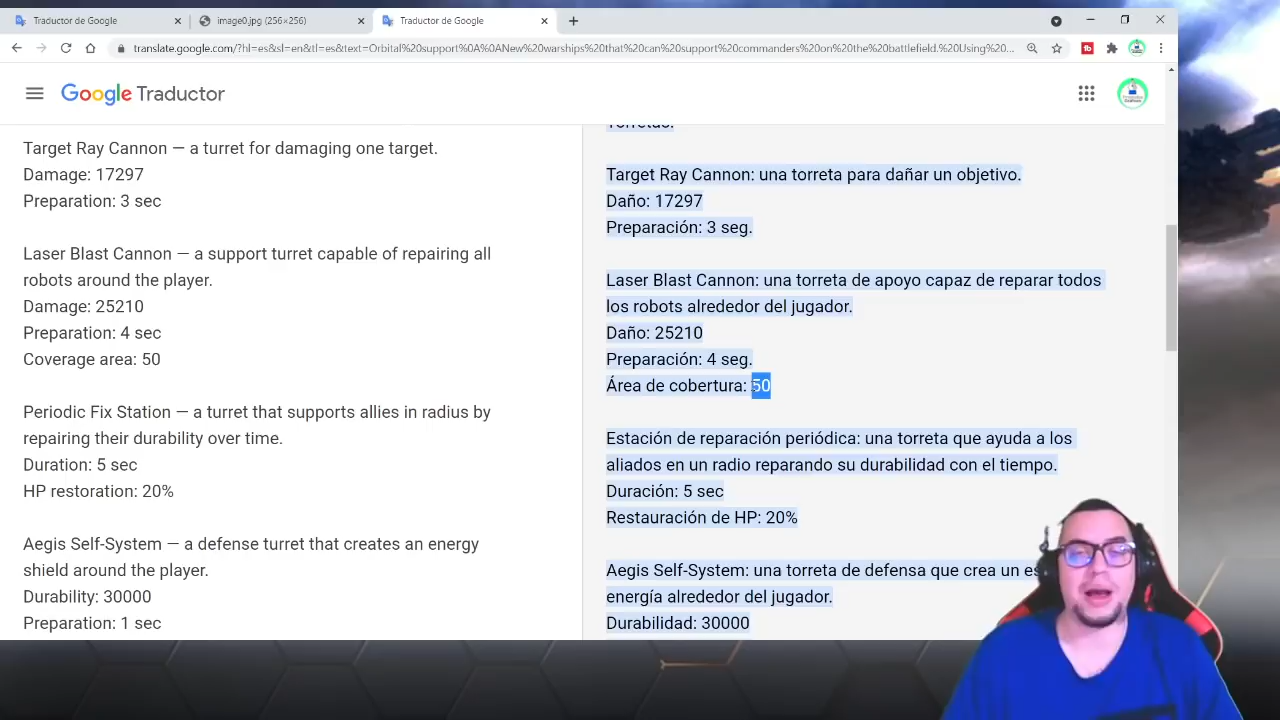 Traductor de Google
image0.jpg (256×256)
Traductor de Google
translate.google.com/?hl=es&sl=en&tl=es&text=Orbital%20support%0A%0ANew%20warships%20that%20can%20support%20commanders%20on%20the%20battlefield.%20Using%20...
Google Traductor
Target Ray Cannon — a turret for damaging one target.
Damage: 17297
Preparation: 3 sec
Laser Blast Cannon — a support turret capable of repairing all
robots around the player.
Damage: 25210
Preparation: 4 sec
Coverage area: 50
Periodic Fix Station — a turret that supports allies in radius by
repairing their durability over time.
Duration: 5 sec
HP restoration: 20%
Aegis Self-System — a defense turret that creates an energy
shield around the player.
Durability: 30000
Preparation: 1 sec
Torretas.
Target Ray Cannon: una torreta para dañar un objetivo.
Daño: 17297
Preparación: 3 seg.
Laser Blast Cannon: una torreta de apoyo capaz de reparar todos
los robots alrededor del jugador.
Daño: 25210
Preparación: 4 seg.
Área de cobertura: 50
Estación de reparación periódica: una torreta que ayuda a los
aliados en un radio reparando su durabilidad con el tiempo.
Duración: 5 sec
Restauración de HP: 20%
Aegis Self-System: una torreta de defensa que crea un es
energía alrededor del jugador.
Durabilidad: 30000